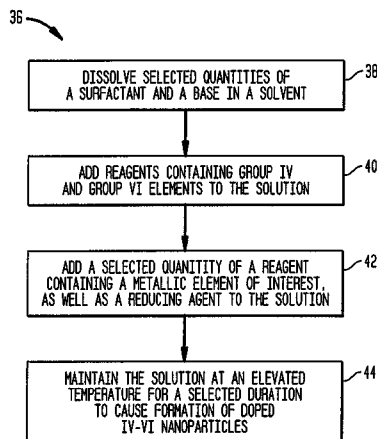 36
DISSOLVE SELECTED QUANTITIES OF
A SURFACTANT AND A BASE IN A SOLVENT
38
ADD REAGENTS CONTAINING GROUP IV
AND GROUP VI ELEMENTS TO THE SOLUTION
40
ADD A SELECTED QUANITITY OF A REAGENT
CONTAINING A METALLIC ELEMENT OF INTEREST,
AS WELL AS A REDUCING AGENT TO THE SOLUTION
42
MAINTAIN THE SOLUTION AT AN ELEVATED
TEMPERATURE FOR A SELECTED DURATION
TO CAUSE FORMATION OF DOPED
IV-VI NANOPARTICLES
44